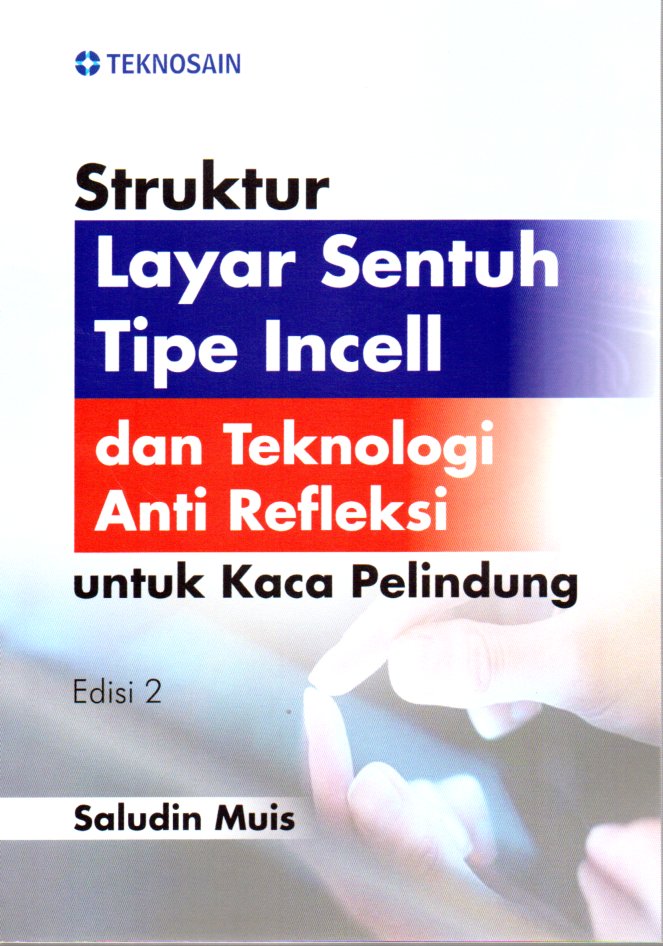 TEKNOSAIN
Struktur
Layar Sentuh
Tipe Incell
dan Teknologi
Anti Refleksi
untuk Kaca Pelindung
Edisi 2
Saludin Muis